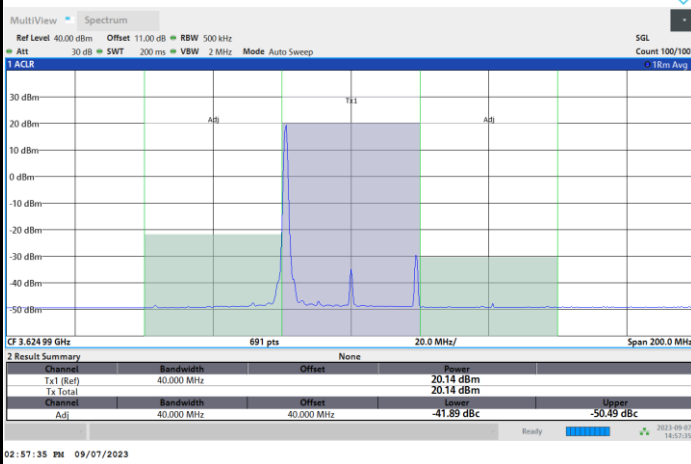 MultiView Spectrum
Ref Level 40.00 dBm Offset 11.00 dB RBW 500 kHz SGL
Att 30 dB SWT 200 ms VBW 2 MHz Mode Auto Sweep Count 100/100
1 ACLR 1Rm Avg
30 dBm
Tx1
20 dBm Adj Adj
10 dBm
0 dBm
-10 dBm
-20 dBm
-30 dBm
-40 dBm
-50 dBm
CF 3.624 99 GHz 691 pts 20.0 MHz/ Span 200.0 MHz
2 Result Summary None
Channel Bandwidth Offset Power
Tx1 (Ref) 40.000 MHz 20.14 dBm
Tx Total 20.14 dBm
Channel Bandwidth Offset Lower Upper
Adj 40.000 MHz 40.000 MHz -41.89 dBc -50.49 dBc
Ready 2023-09-07
14:57:35
02:57:35 PM 09/07/2023